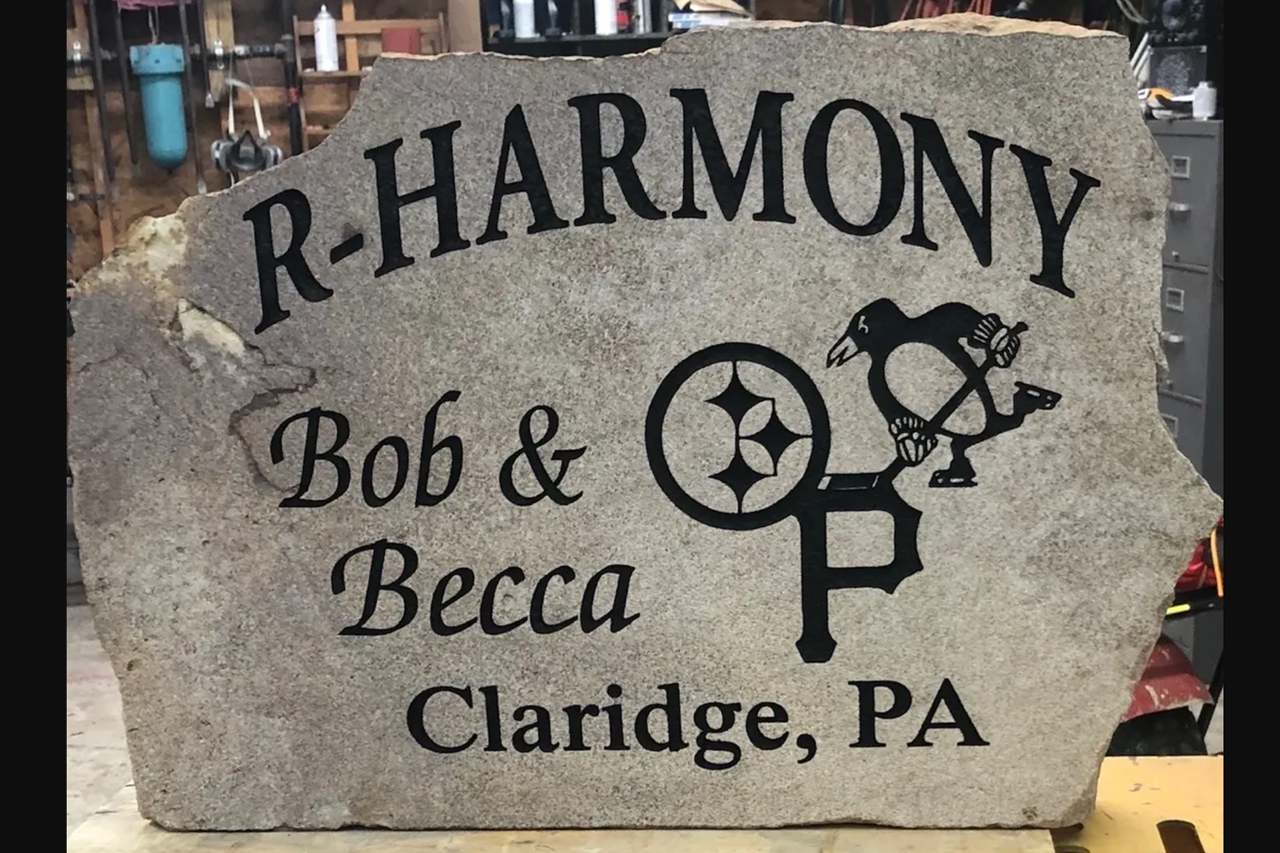 R-HARMONY
Bob &
Becca
P
Claridge, PA